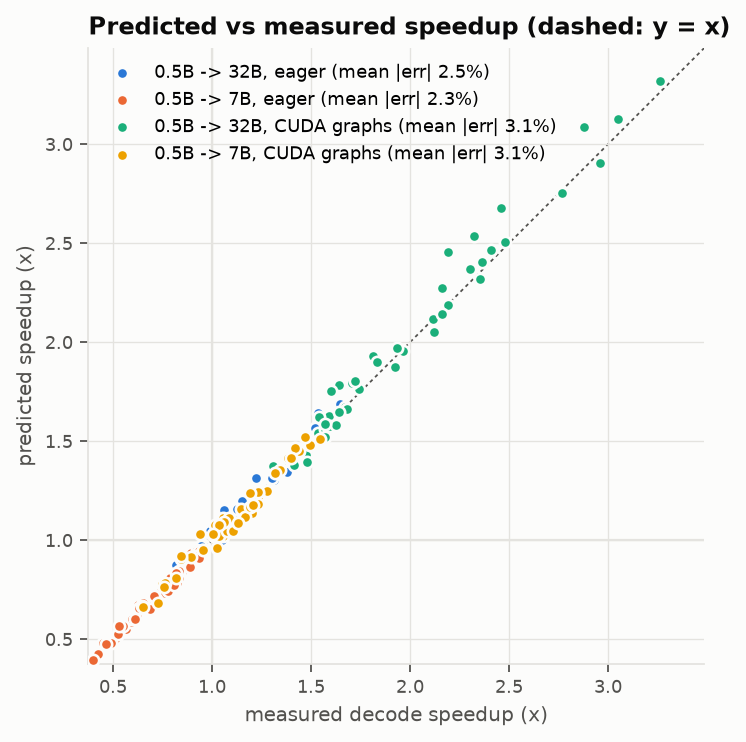 Predicted vs measured speedup (dashed: y = x)
0.5B -> 32B, eager (mean |err| 2.5%)
0.5B -> 7B, eager (mean |err| 2.3%)
0.5B -> 32B, CUDA graphs (mean |err| 3.1%)
0.5B -> 7B, CUDA graphs (mean |err| 3.1%)
predicted speedup (x)
3.0
2.5
2.0
1.5
1.0
0.5
0.5 1.0 1.5 2.0 2.5 3.0
measured decode speedup (x)